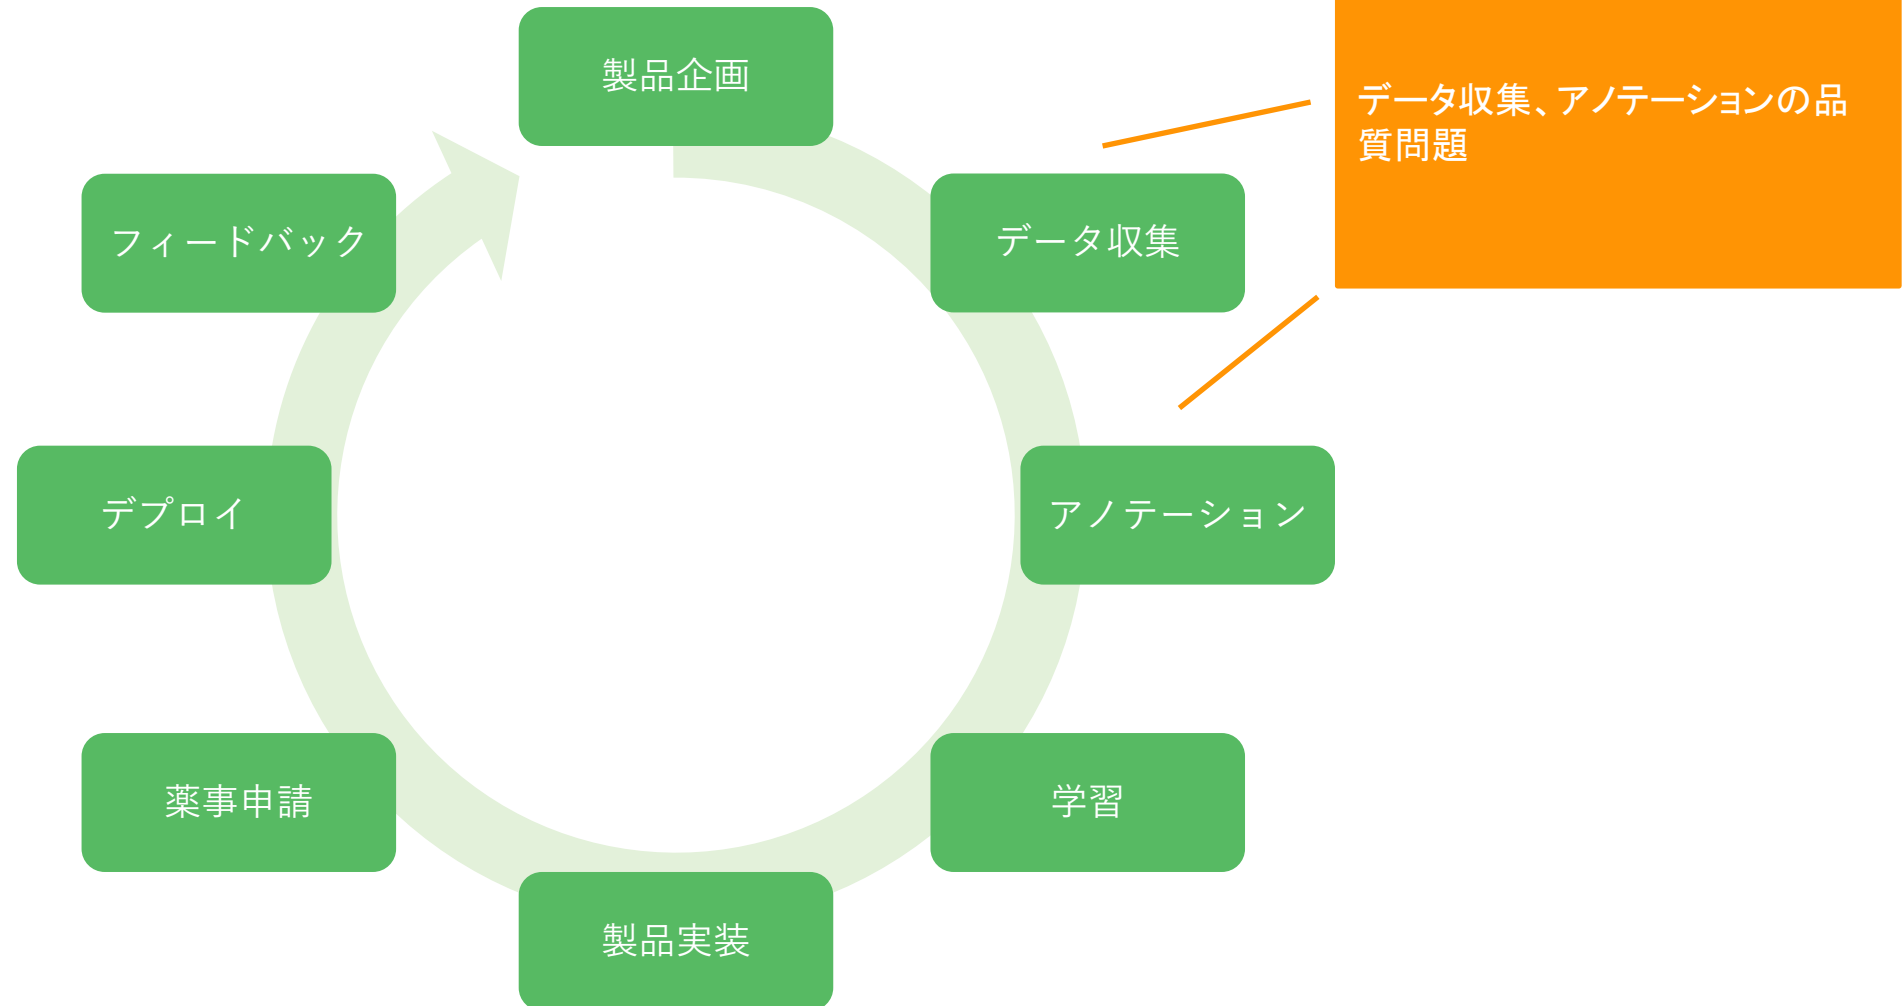 製品企画
データ収集、アノテーションの品
質問題
データ収集
フィードバック
アノテーション
デプロイ
学習
薬事申請
製品実装